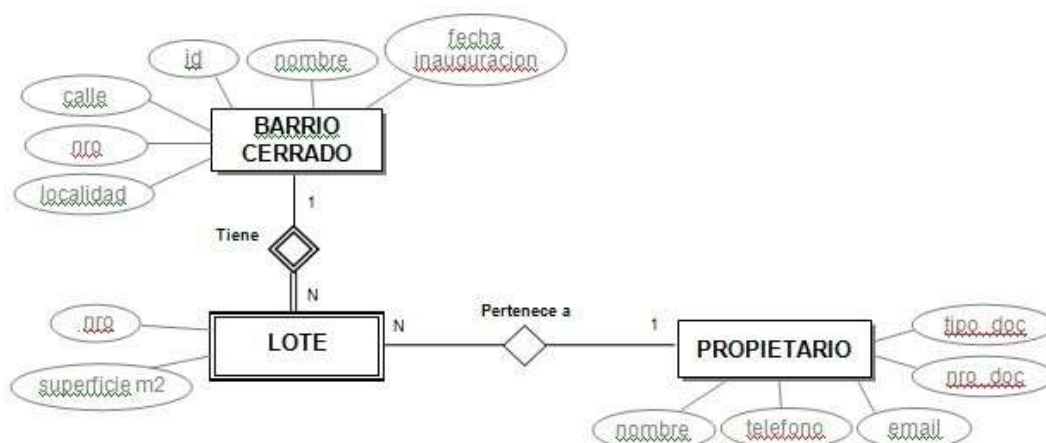 fecha
inauguracion
id
nombre
calle
nro
localidad
BARRIO
CERRADO
1
Tiene
N
nro
superficie m2
LOTE
N
Pertenece a
1
PROPIETARIO
tipo_doc
nro_doc
nombre
telefono
email